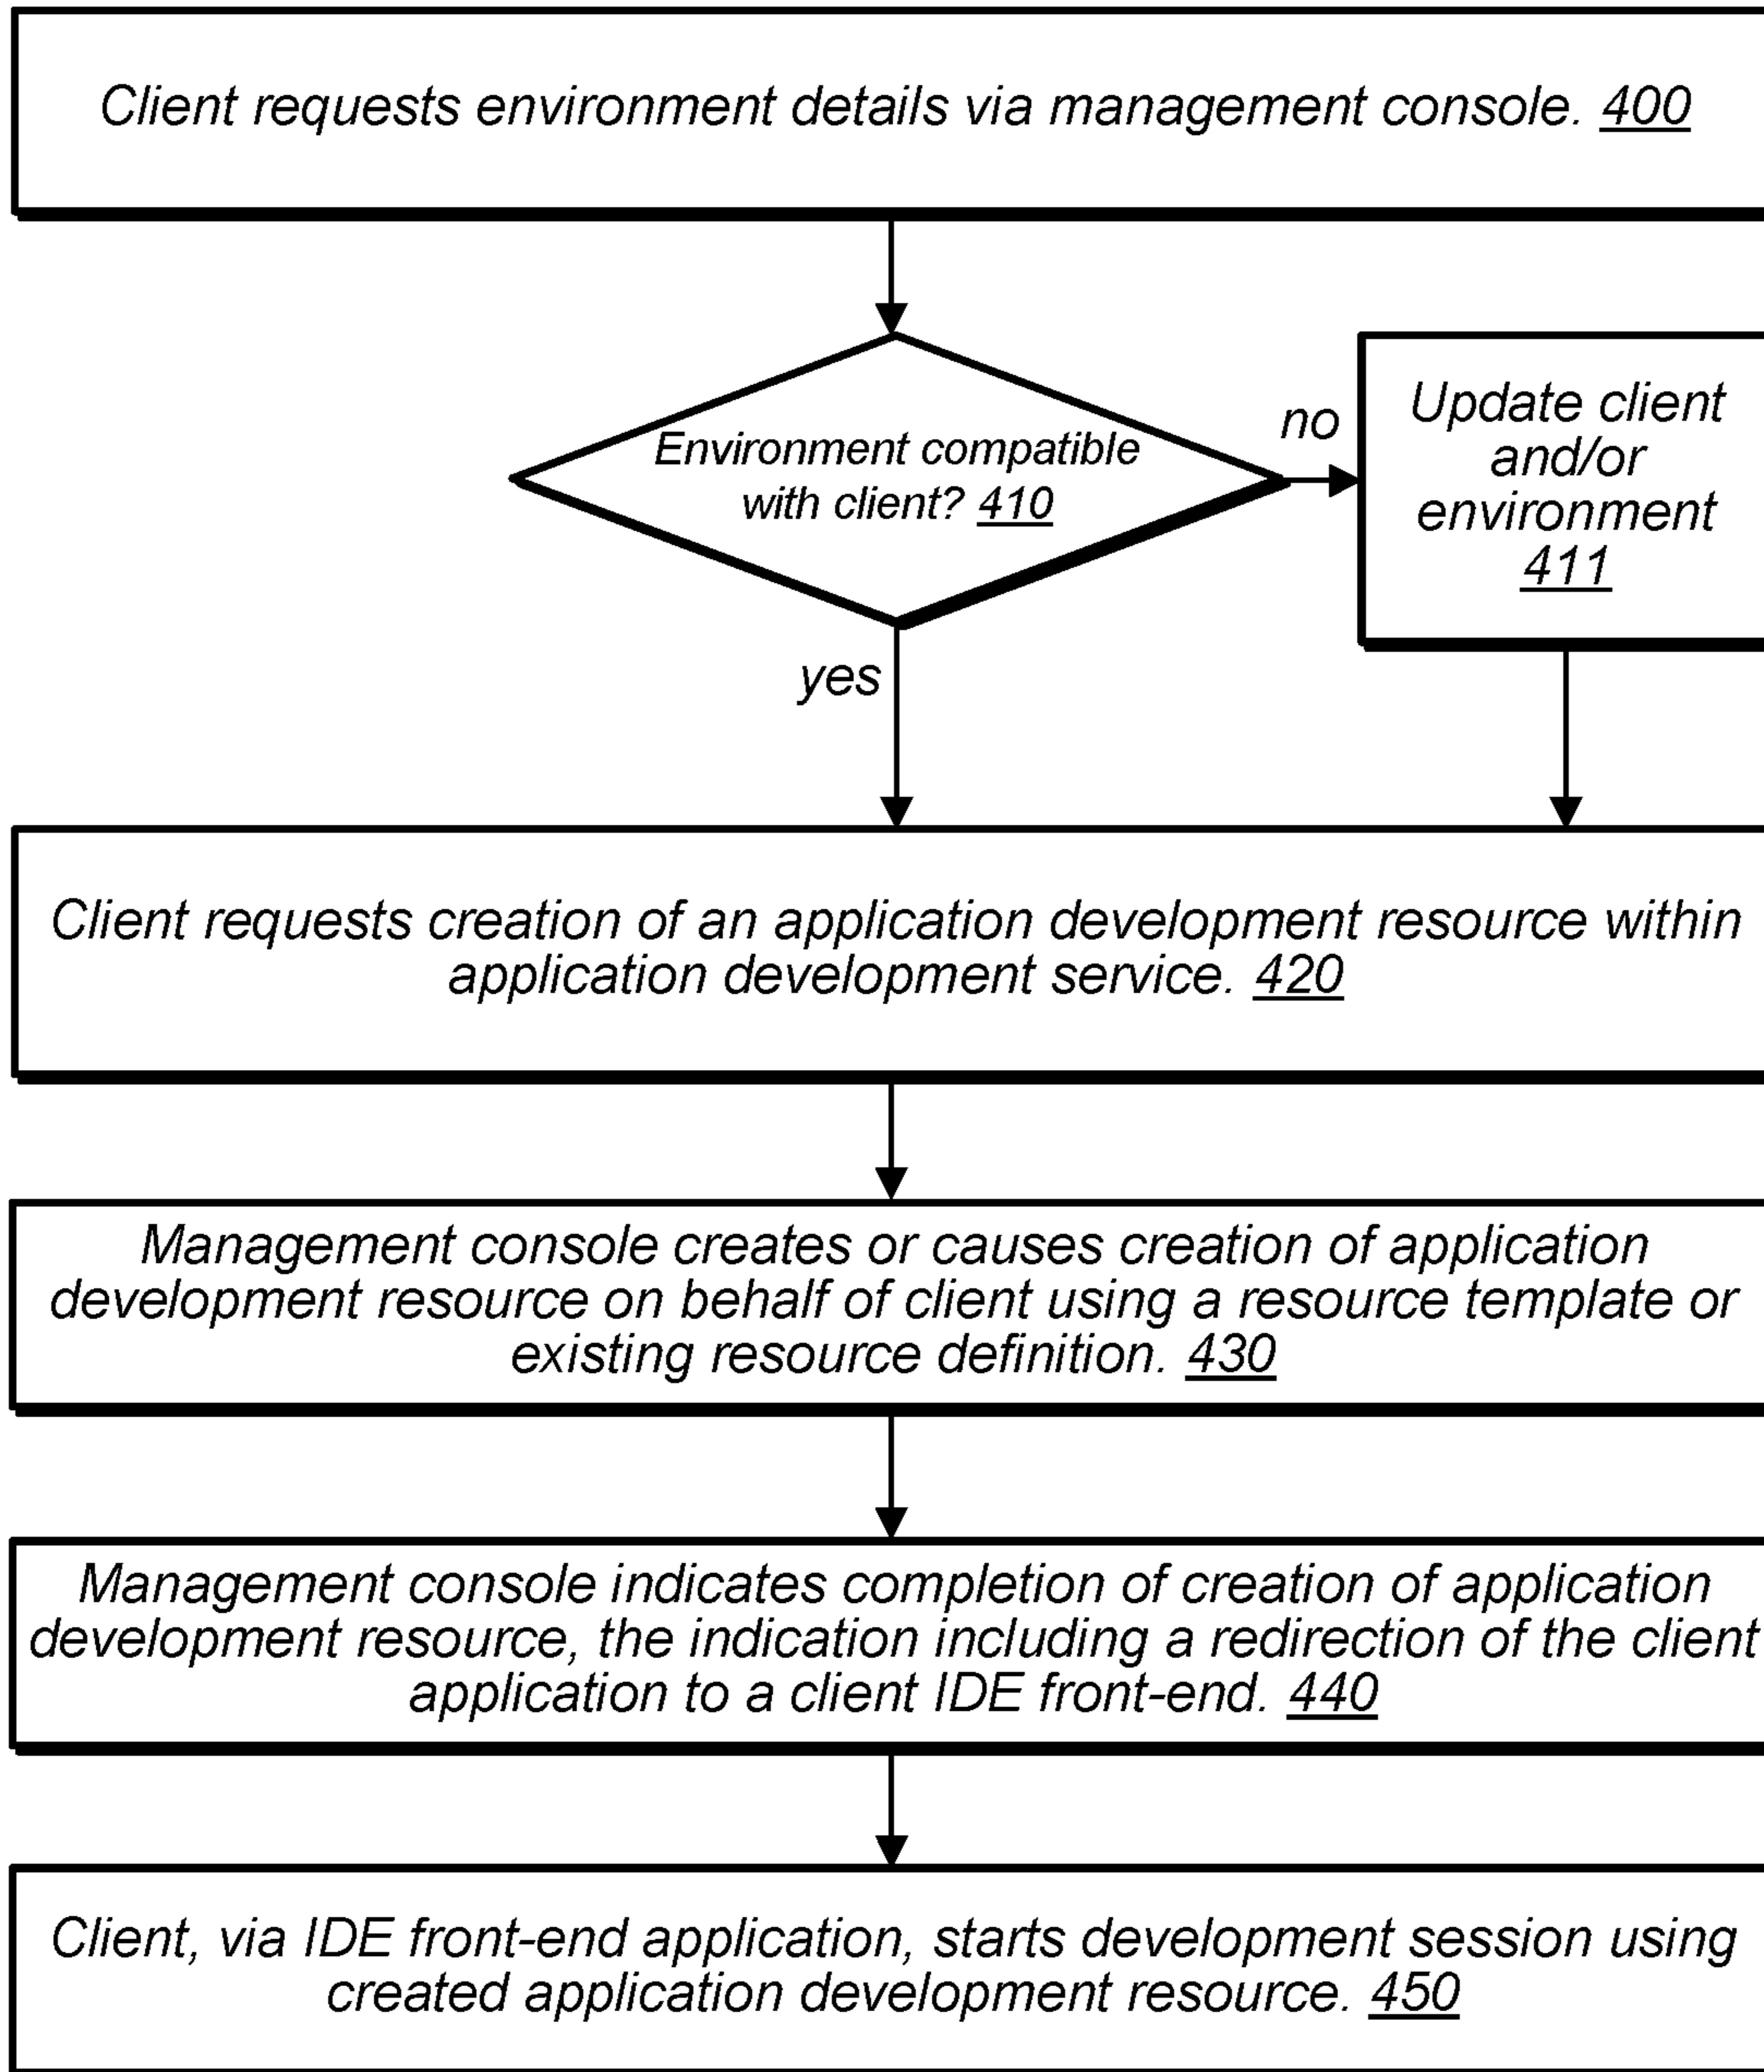 Client requests environment details via management console. 400
Environment compatible
with client? 410
no
Update client
and/or
environment
411
yes
Client requests creation of an application development resource within
application development service. 420
Management console creates or causes creation of application
development resource on behalf of client using a resource template or
existing resource definition. 430
Management console indicates completion of creation of application
development resource, the indication including a redirection of the client
application to a client IDE front-end. 440
Client, via IDE front-end application, starts development session using
created application development resource. 450